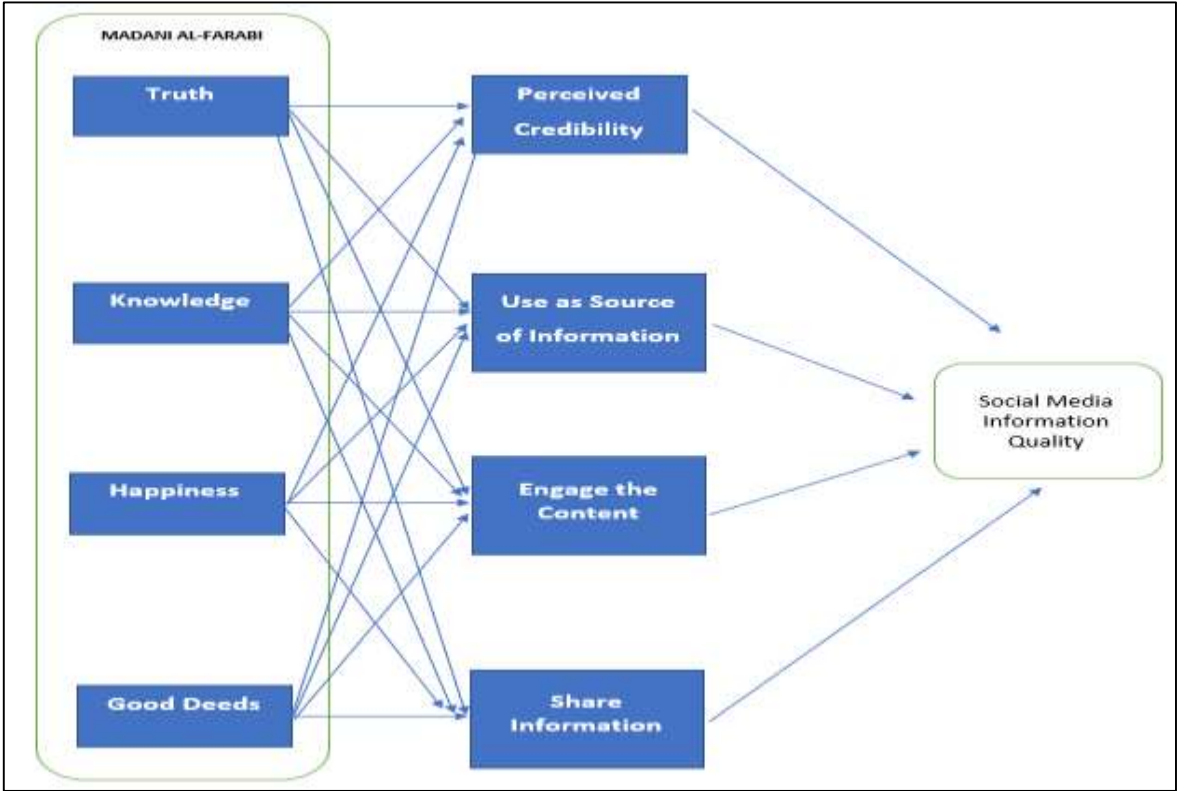 MADANI AL-FARABI
Truth
Knowledge
Happiness
Good Deeds
Perceived
Credibility
Use as Source
of Information
Engage the
Content
Share
Information
Social Media
Information
Quality